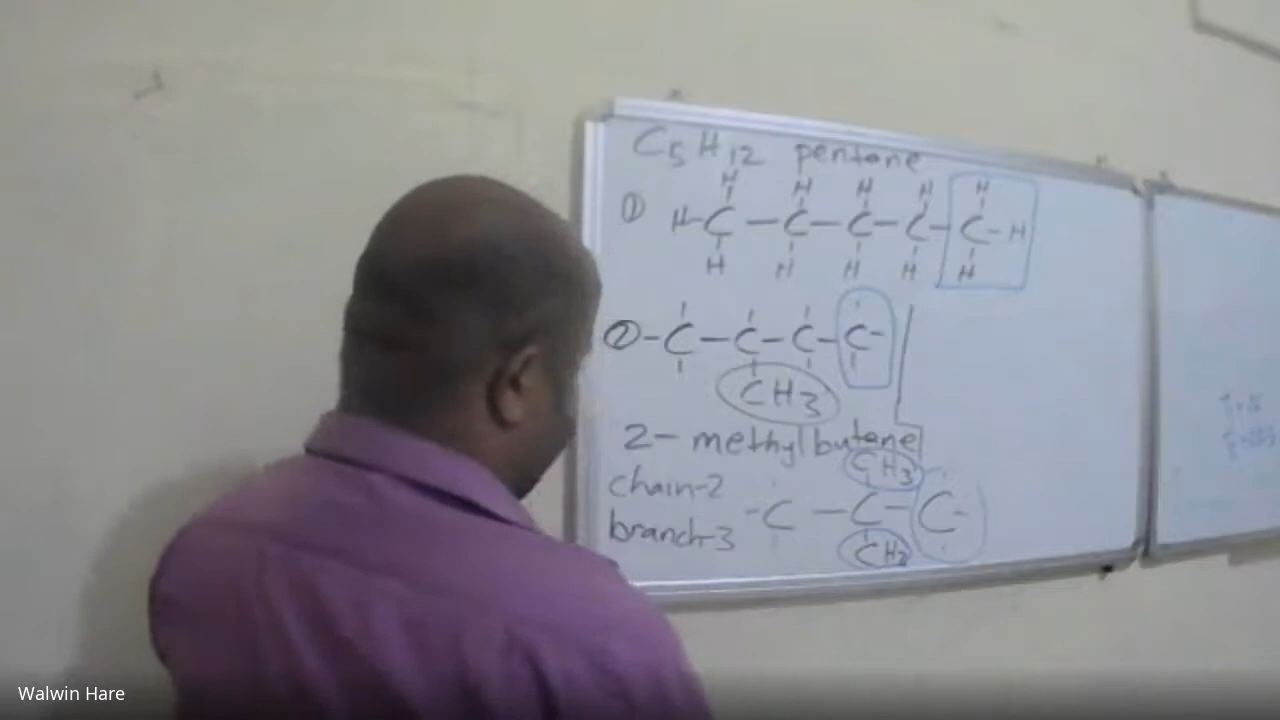 C5H12 pentane
H H H H H
① H-C-C-C-C-C-H
H H H H H
②-C-C-C-C-
CH3
2-methylbutane
CH3
chain-2
-C-C-C-
branch-3
CH3
Walwin Hare